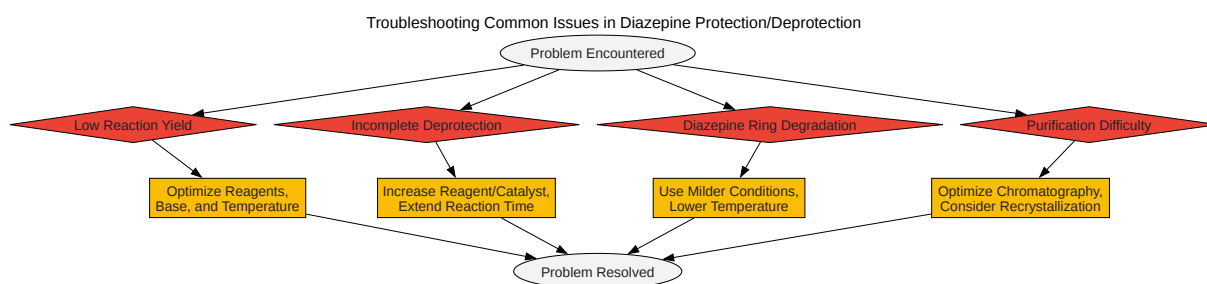 Troubleshooting Common Issues in Diazepine Protection/Deprotection
Problem Encountered
Low Reaction Yield
Incomplete Deprotection
Diazepine Ring Degradation
Purification Difficulty
Optimize Reagents,
Base, and Temperature
Increase Reagent/Catalyst,
Extend Reaction Time
Use Milder Conditions,
Lower Temperature
Optimize Chromatography,
Consider Recrystallization
Problem Resolved